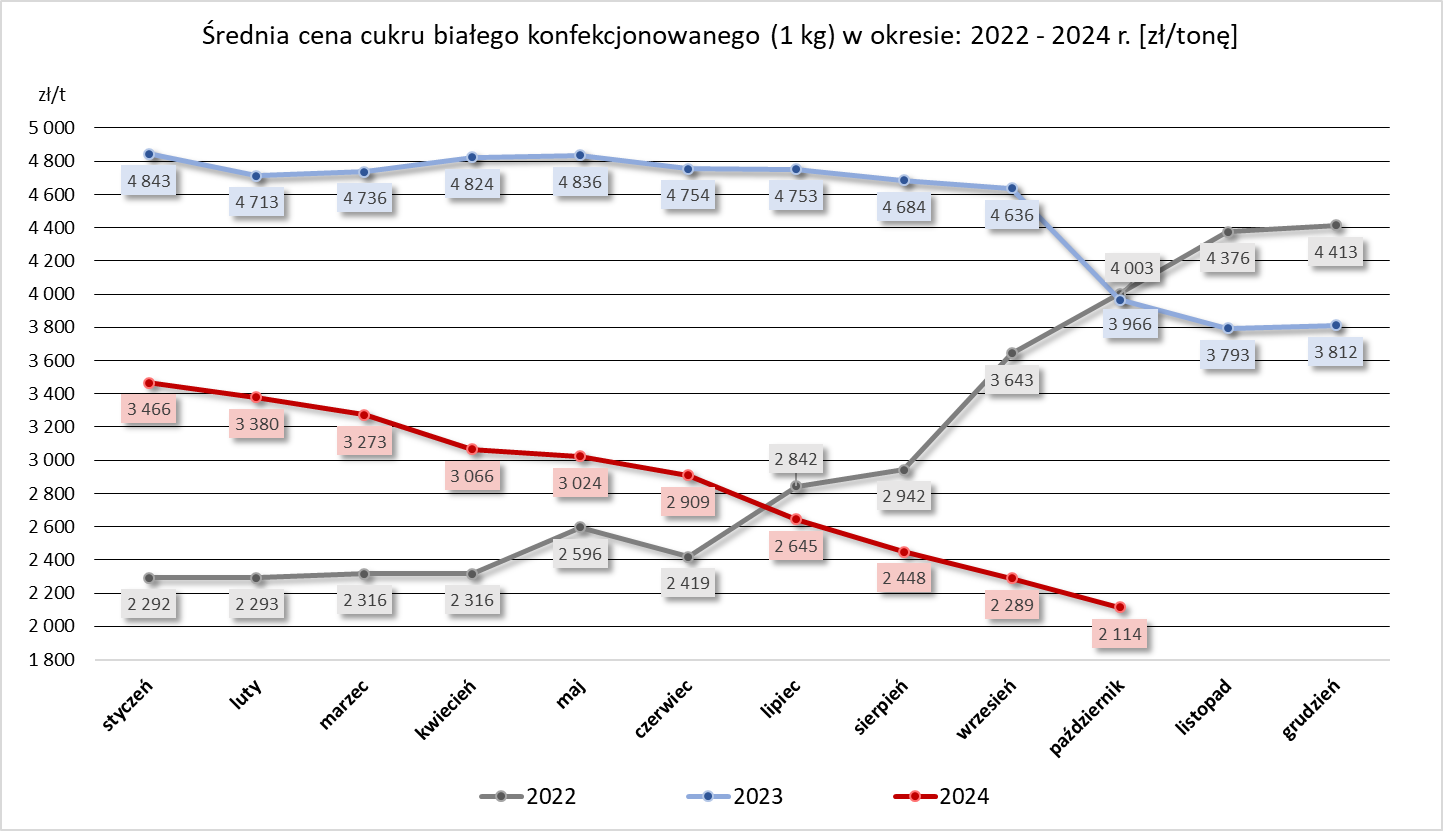 Średnia cena cukru białego konfekcjonowanego (1 kg) w okresie: 2022 - 2024 r. [zł/tonę]
zł/t
5 000
4 800
4 600
4 400
4 200
4 000
3 800
3 600
3 400
3 200
3 000
2 800
2 600
2 400
2 200
2 000
1 800
4 843 4 713 4 736 4 824 4 836 4 754 4 753 4 684 4 636 3 966 3 793 3 812
2 292 2 293 2 316 2 316 2 596 2 419 2 842 2 942 3 643 4 003 4 376 4 413
3 466 3 380 3 273 3 066 3 024 2 909 2 645 2 448 2 289 2 114
styczeń luty marzec kwiecień maj czerwiec lipiec sierpień wrzesień październik listopad grudzień
2022 2023 2024